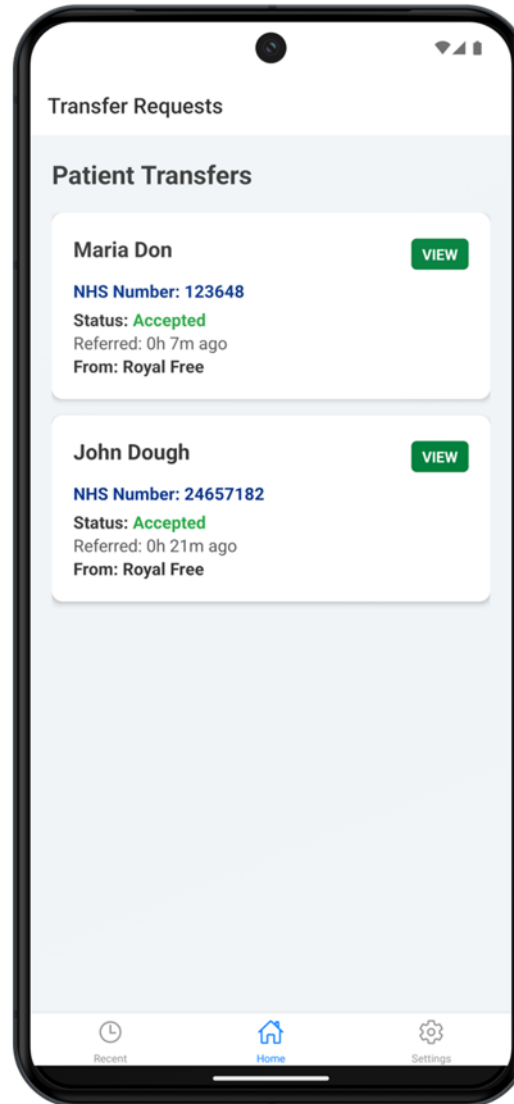 Transfer Requests
Patient Transfers
Maria Don
VIEW
NHS Number: 123648
Status: Accepted
Referred: 0h 7m ago
From: Royal Free
John Dough
VIEW
NHS Number: 24657182
Status: Accepted
Referred: 0h 21m ago
From: Royal Free
Recent
Home
Settings